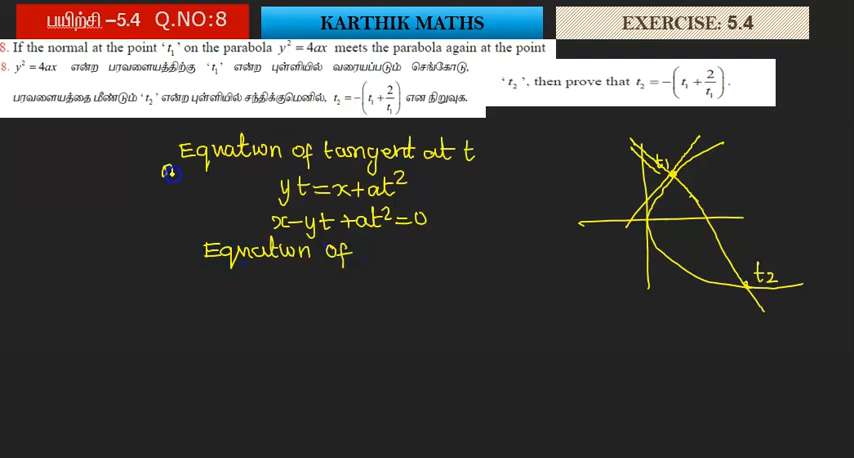 பயிற்சி –5.4 Q.NO:8
KARTHIK MATHS
EXERCISE: 5.4
8. If the normal at the point ‘t₁’ on the parabola y² = 4ax meets the parabola again at the point
‘t₂’, then prove that t₂ = −(t₁ + 2/t₁).
8. y² = 4ax என்ற பரவளையத்திற்கு ‘t₁’ என்ற புள்ளியில் வரையப்படும் செங்கோடு,
பரவளையத்தை மீண்டும் ‘t₂’ என்ற புள்ளியில் சந்திக்குமெனில், t₂ = −(t₁ + 2/t₁) என நிறுவுக.
Equation of tangent at t
yt = x + at²
x − yt + at² = 0
Equation of
t₁
t2